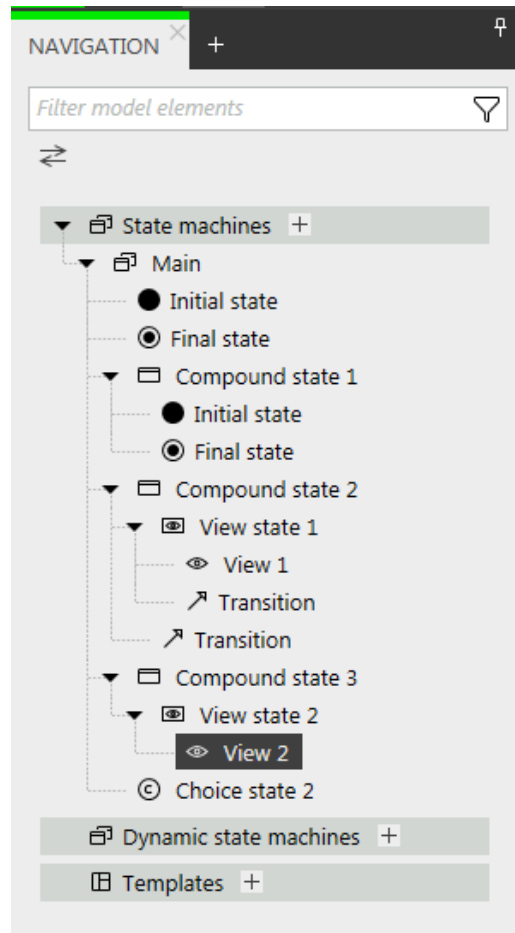 NAVIGATION
Filter model elements
State machines
Main
Initial state
Final state
Compound state 1
Initial state
Final state
Compound state 2
View state 1
View 1
Transition
Transition
Compound state 3
View state 2
View 2
Choice state 2
Dynamic state machines
Templates